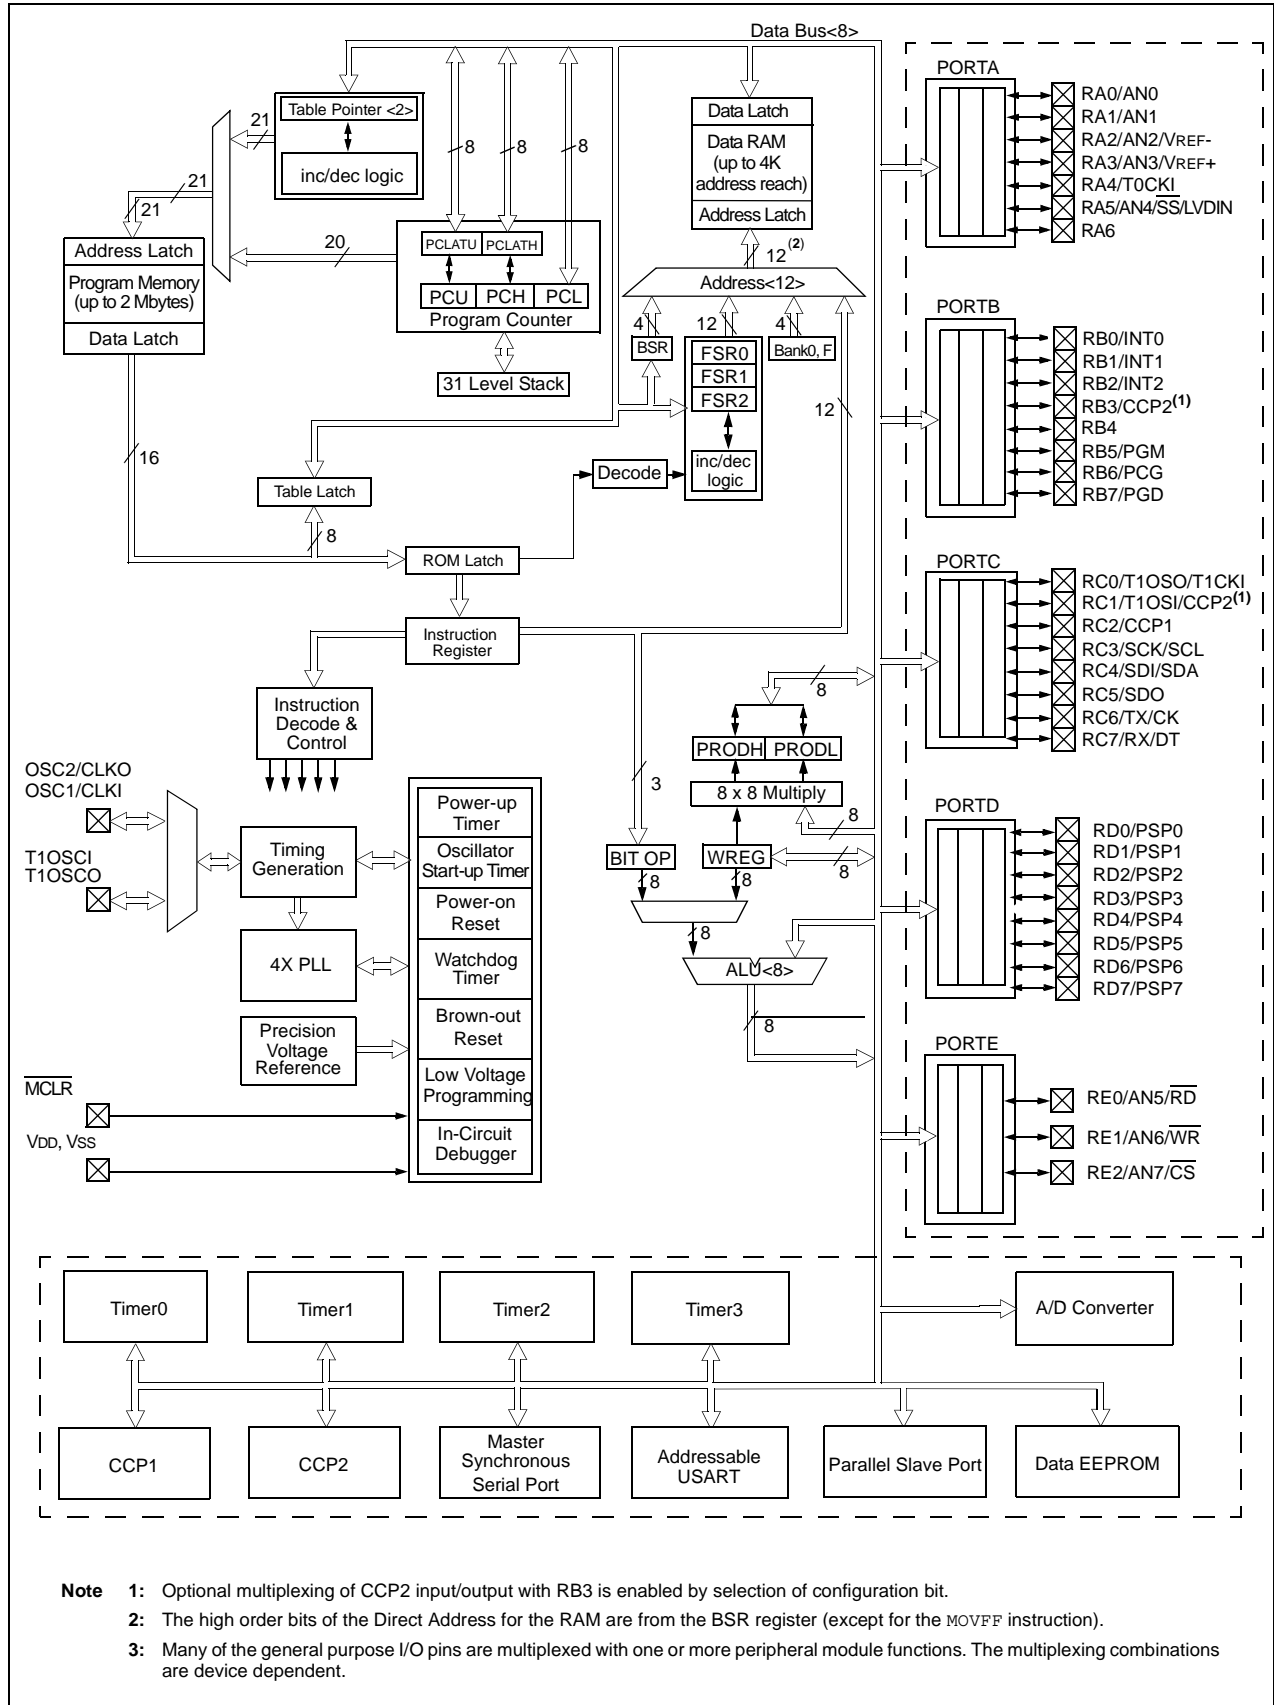 Data Bus<8>
Table Pointer <2>
inc/dec logic
21
21
21
20
8
8
8
Address Latch
Program Memory
(up to 2 Mbytes)
Data Latch
PCLATU
PCLATH
PCU
PCH
PCL
Program Counter
31 Level Stack
Data Latch
Data RAM
(up to 4K
address reach)
Address Latch
12(2)
Address<12>
4
12
4
BSR
FSR0
FSR1
FSR2
inc/dec
logic
Bank0, F
12
16
Table Latch
8
Decode
ROM Latch
Instruction
Register
Instruction
Decode &
Control
OSC2/CLKO
OSC1/CLKI
T1OSCI
T1OSCO
Timing
Generation
4X PLL
Precision
Voltage
Reference
MCLR
VDD, VSS
Power-up
Timer
Oscillator
Start-up Timer
Power-on
Reset
Watchdog
Timer
Brown-out
Reset
Low Voltage
Programming
In-Circuit
Debugger
8
PRODH
PRODL
8 x 8 Multiply
3
8
BIT OP
WREG
8
8
8
8
ALU<8>
8
PORTA
RA0/AN0
RA1/AN1
RA2/AN2/VREF-
RA3/AN3/VREF+
RA4/T0CKI
RA5/AN4/SS/LVDIN
RA6
PORTB
RB0/INT0
RB1/INT1
RB2/INT2
RB3/CCP2(1)
RB4
RB5/PGM
RB6/PCG
RB7/PGD
PORTC
RC0/T1OSO/T1CKI
RC1/T1OSI/CCP2(1)
RC2/CCP1
RC3/SCK/SCL
RC4/SDI/SDA
RC5/SDO
RC6/TX/CK
RC7/RX/DT
PORTD
RD0/PSP0
RD1/PSP1
RD2/PSP2
RD3/PSP3
RD4/PSP4
RD5/PSP5
RD6/PSP6
RD7/PSP7
PORTE
RE0/AN5/RD
RE1/AN6/WR
RE2/AN7/CS
Timer0
Timer1
Timer2
Timer3
A/D Converter
CCP1
CCP2
Master
Synchronous
Serial Port
Addressable
USART
Parallel Slave Port
Data EEPROM
Note 1: Optional multiplexing of CCP2 input/output with RB3 is enabled by selection of configuration bit.
2: The high order bits of the Direct Address for the RAM are from the BSR register (except for the MOVFF instruction).
3: Many of the general purpose I/O pins are multiplexed with one or more peripheral module functions. The multiplexing combinations
are device dependent.